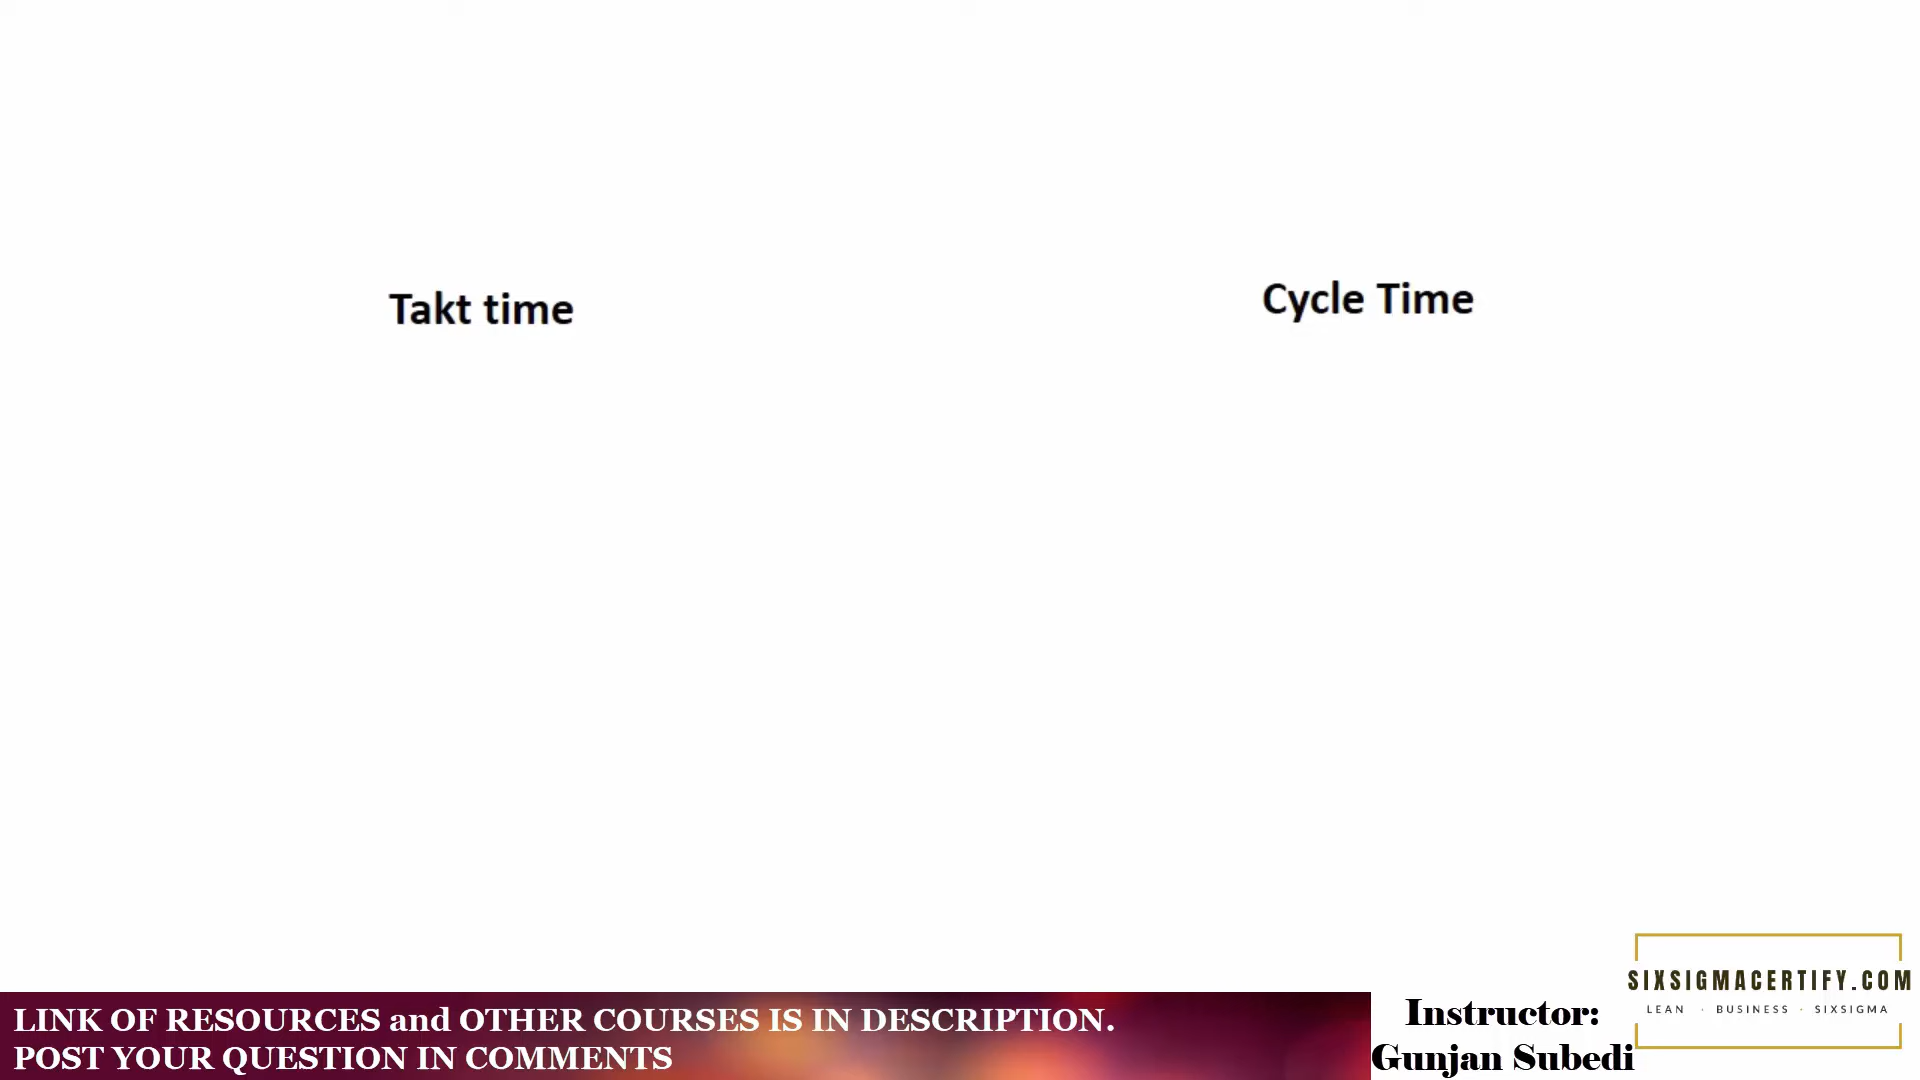 Takt time
Cycle Time
LINK OF RESOURCES and OTHER COURSES IS IN DESCRIPTION.
POST YOUR QUESTION IN COMMENTS
Instructor:
Gunjan Subedi
SIXSIGMACERTIFY.COM
LEAN · BUSINESS · SIXSIGMA